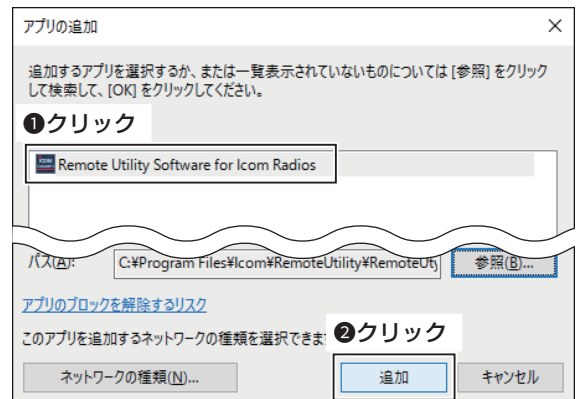 アプリの追加
追加するアプリを選択するか、または一覧表示されていないものについては [参照] をクリック
して検索して、[OK] をクリックしてください。
❶クリック
Remote Utility Software for Icom Radios
パス(A):
C:¥Program Files¥Icom¥RemoteUtility¥RemoteUty
参照(B)...
アプリのブロックを解除するリスク
このアプリを追加するネットワークの種類を選択できま
❷クリック
ネットワークの種類(N)...
追加
キャンセル